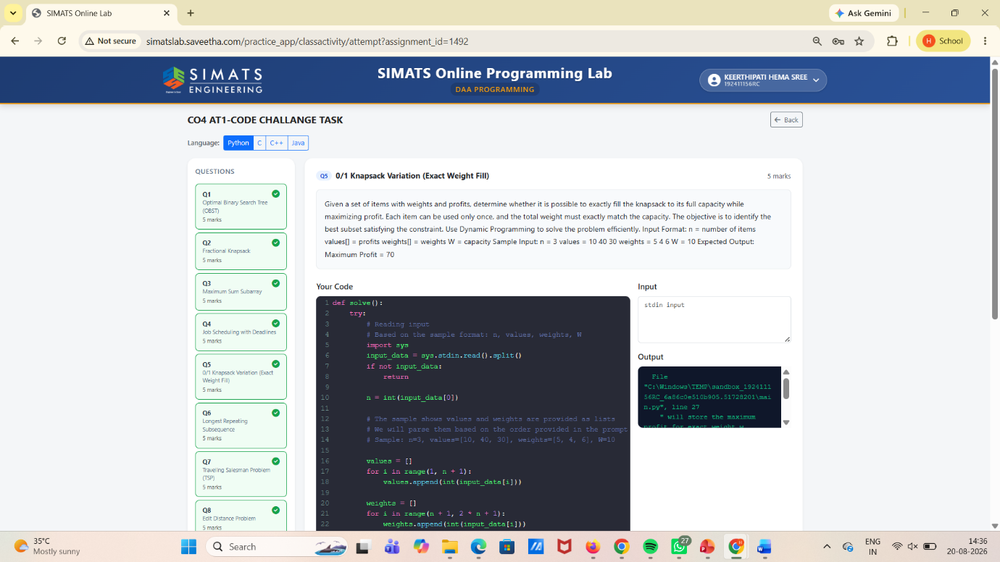 SIMATS Online Lab
Ask Gemini
Not secure
simatslab.saveetha.com/practice_app/classactivity/attempt?assignment_id=1492
H School
SIMATS
ENGINEERING
SIMATS Online Programming Lab
DAA PROGRAMMING
KEERTHIPATI HEMA SREE
192411156RC
CO4 AT1-CODE CHALLANGE TASK
Back
Language: Python C C++ Java
QUESTIONS
Q1
Optimal Binary Search Tree
(OBST)
5 marks
Q2
Fractional Knapsack
5 marks
Q3
Maximum Sum Subarray
5 marks
Q4
Job Scheduling with Deadlines
5 marks
Q5
0/1 Knapsack Variation (Exact
Weight Fill)
5 marks
Q6
Longest Repeating
Subsequence
5 marks
Q7
Traveling Salesman Problem
(TSP)
5 marks
Q8
Edit Distance Problem
5 marks
Q5 0/1 Knapsack Variation (Exact Weight Fill) 5 marks
Given a set of items with weights and profits, determine whether it is possible to exactly fill the knapsack to its full capacity while
maximizing profit. Each item can be used only once, and the total weight must exactly match the capacity. The objective is to identify the
best subset satisfying the constraint. Use Dynamic Programming to solve the problem efficiently. Input Format: n = number of items
values[] = profits weights[] = weights W = capacity Sample Input: n = 3 values = 10 40 30 weights = 5 4 6 W = 10 Expected Output:
Maximum Profit = 70
Your Code
1 def solve():
2 try:
3 # Reading input
4 # Based on the sample format: n, values, weights, W
5 import sys
6 input_data = sys.stdin.read().split()
7 if not input_data:
8 return
9
10 n = int(input_data[0])
11
12 # The sample shows values and weights are provided as lists
13 # We will parse them based on the order provided in the prompt
14 # Sample: n=3, values=[10, 40, 30], weights=[5, 4, 6], W=10
15
16 values = []
17 for i in range(1, n + 1):
18 values.append(int(input_data[i]))
19
20 weights = []
21 for i in range(n + 1, 2 * n + 1):
22 weights.append(int(input_data[i]))
Input
stdin input
Output
File
"C:\Windows\TEMP\sandbox_1924111
56RC_6a86c0e510b905.51728201\mai
n.py", line 27
" will store the maximum
profit for exact weight w
35°C
Mostly sunny
Search
27
ENG
IN
14:36
20-08-2026